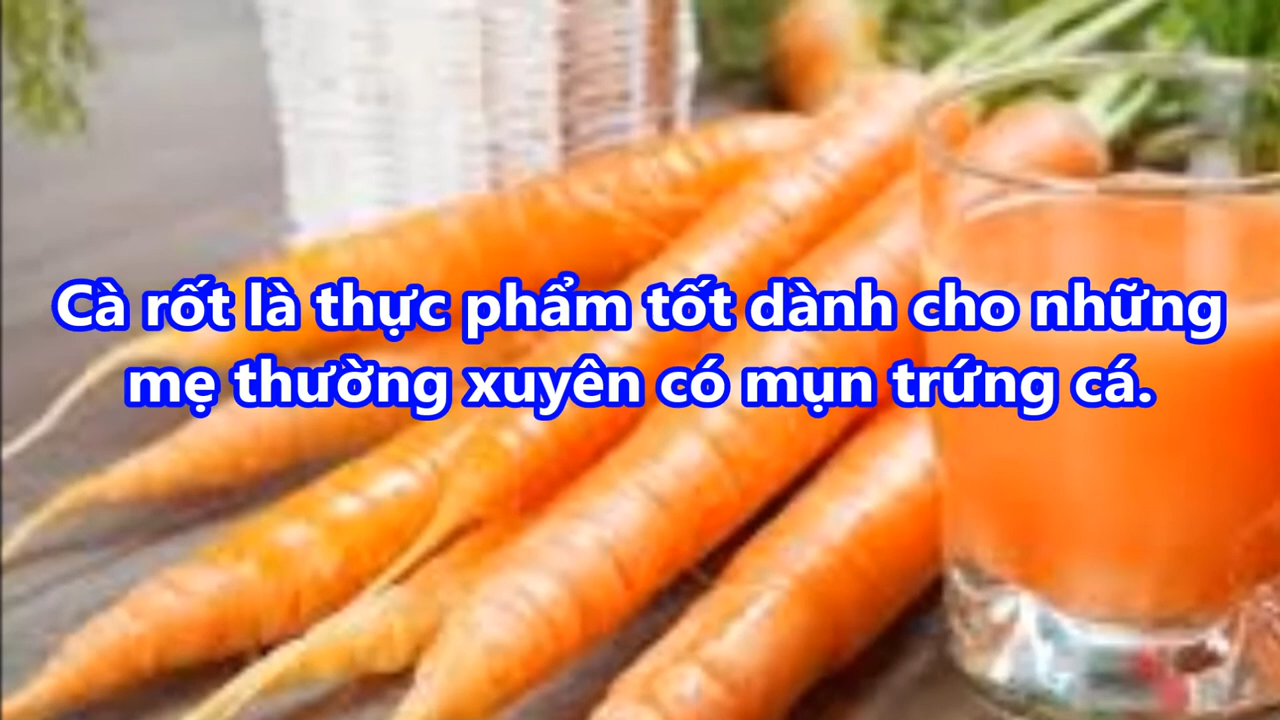 Cà rốt là thực phẩm tốt dành cho những
mẹ thường xuyên có mụn trứng cá.